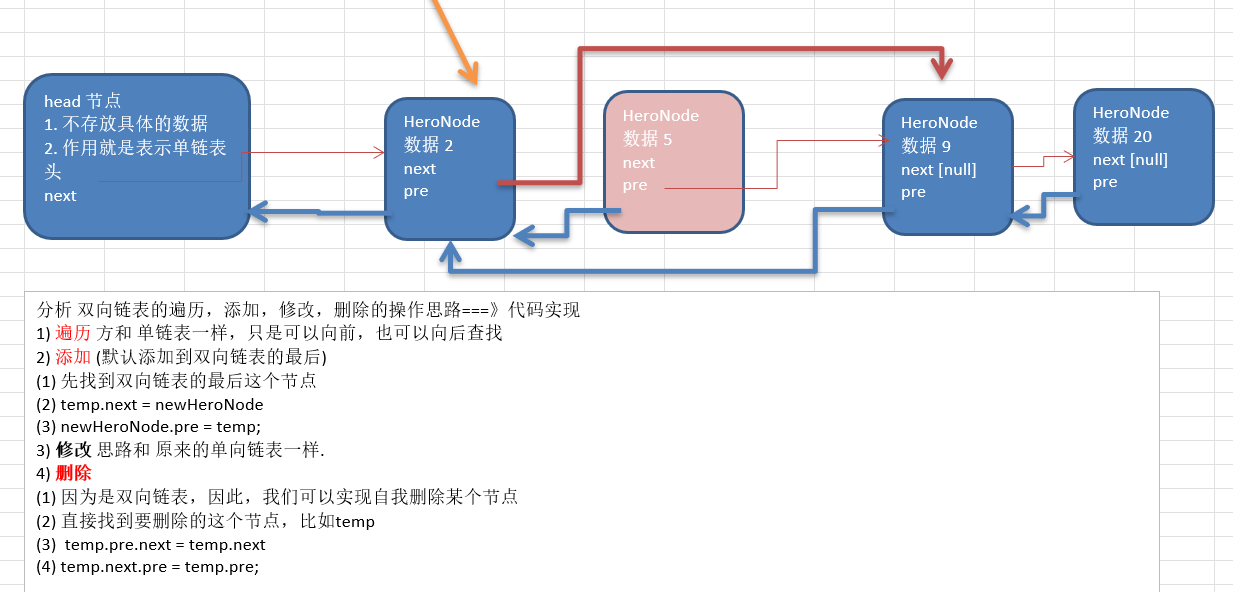 head 节点
1. 不存放具体的数据
2. 作用就是表示单链表
头
next
HeroNode
数据 2
next
pre
HeroNode
数据 5
next
pre
HeroNode
数据 9
next [null]
pre
HeroNode
数据 20
next [null]
pre
分析 双向链表的遍历，添加，修改，删除的操作思路===》代码实现
1) 遍历 方和 单链表一样，只是可以向前，也可以向后查找
2) 添加 (默认添加到双向链表的最后)
(1) 先找到双向链表的最后这个节点
(2) temp.next = newHeroNode
(3) newHeroNode.pre = temp;
3) 修改 思路和 原来的单向链表一样.
4) 删除
(1) 因为是双向链表，因此，我们可以实现自我删除某个节点
(2) 直接找到要删除的这个节点，比如temp
(3)  temp.pre.next = temp.next
(4) temp.next.pre = temp.pre;